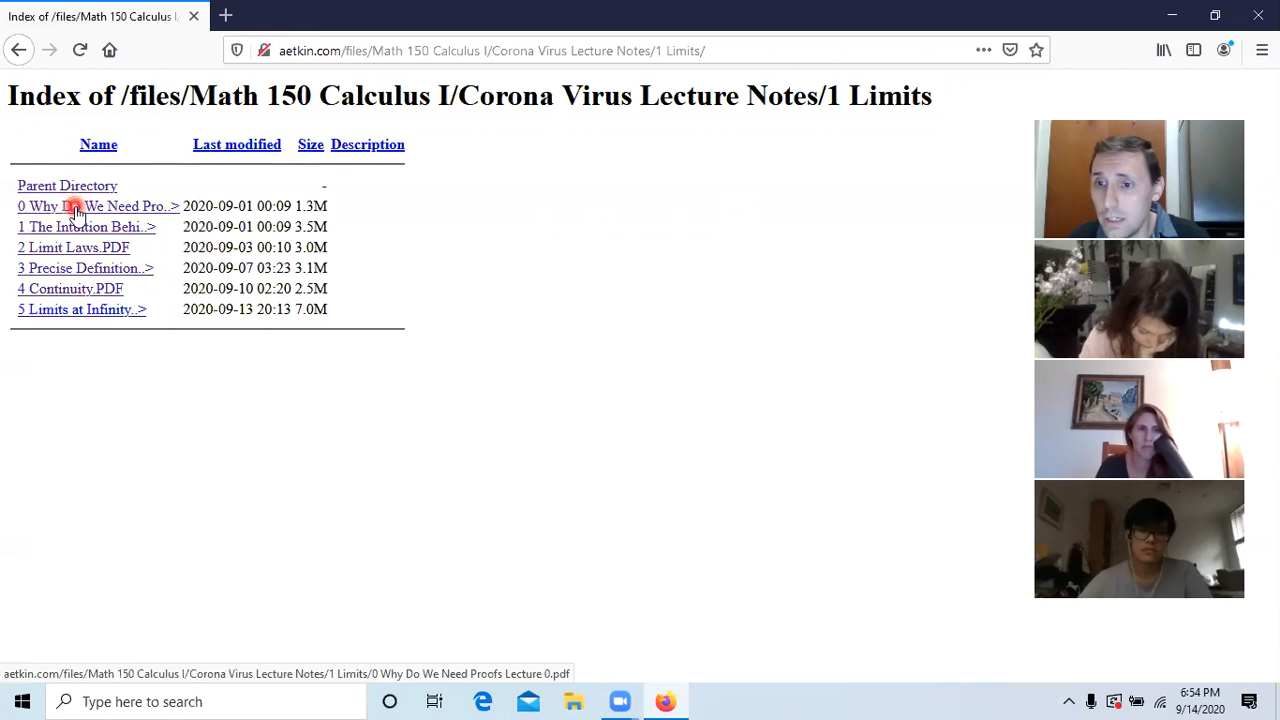 Index of /files/Math 150 Calculus I/
aetkin.com/files/Math 150 Calculus I/Corona Virus Lecture Notes/1 Limits/
Index of /files/Math 150 Calculus I/Corona Virus Lecture Notes/1 Limits
Name Last modified Size Description
Parent Directory -
0 Why Do We Need Pro..> 2020-09-01 00:09 1.3M
1 The Intuition Behi..> 2020-09-01 00:09 3.5M
2 Limit Laws.PDF 2020-09-03 00:10 3.0M
3 Precise Definition..> 2020-09-07 03:23 3.1M
4 Continuity.PDF 2020-09-10 02:20 2.5M
5 Limits at Infinity..> 2020-09-13 20:13 7.0M
aetkin.com/files/Math 150 Calculus I/Corona Virus Lecture Notes/1 Limits/0 Why Do We Need Proofs Lecture 0.pdf
Type here to search
6:54 PM
9/14/2020